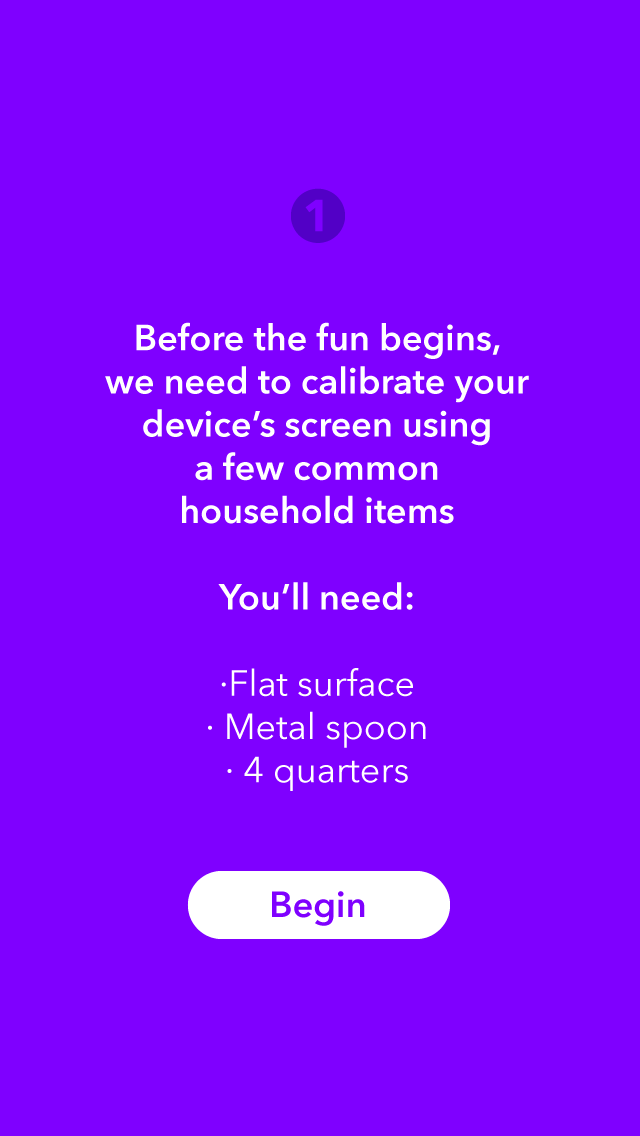 1
Before the fun begins,
we need to calibrate your
device’s screen using
a few common
household items
You’ll need:
·Flat surface
· Metal spoon
· 4 quarters
Begin